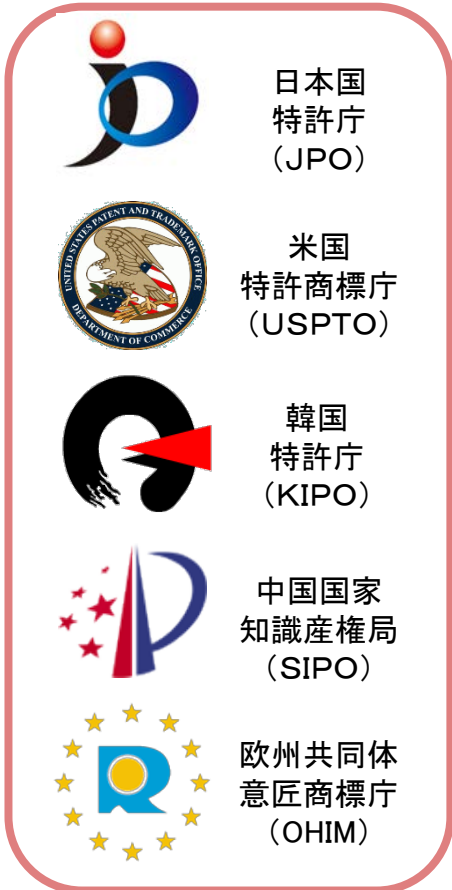 日本国
特許庁
（JPO）
UNITED STATES PATENT AND TRADEMARK OFFICE
DEPARTMENT OF COMMERCE
米国
特許商標庁
（USPTO）
韓国
特許庁
（KIPO）
中国国家
知識産権局
（SIPO）
欧州共同体
意匠商標庁
（OHIM）